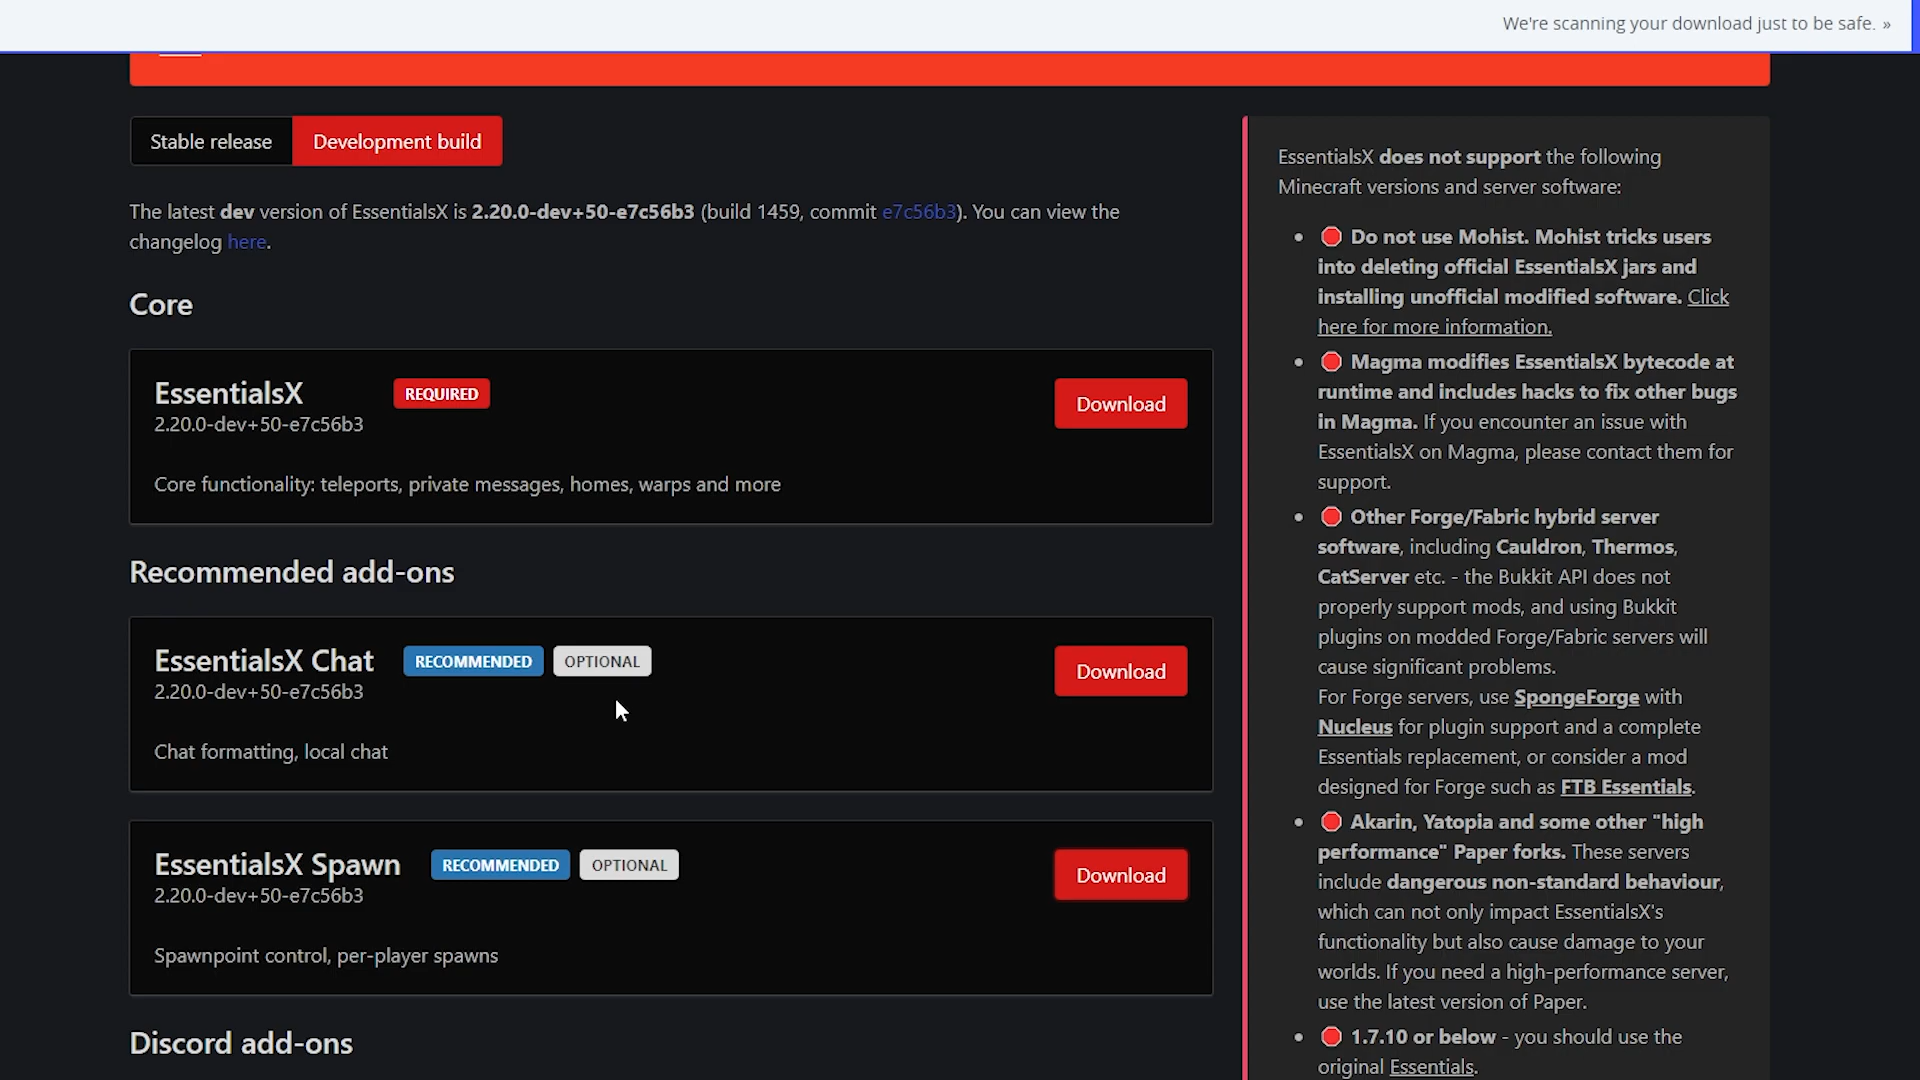 We're scanning your download just to be safe. »
Stable release
Development build
The latest dev version of EssentialsX is 2.20.0-dev+50-e7c56b3 (build 1459, commit e7c56b3). You can view the
changelog here.
Core
EssentialsX REQUIRED
2.20.0-dev+50-e7c56b3
Download
Core functionality: teleports, private messages, homes, warps and more
Recommended add-ons
EssentialsX Chat RECOMMENDED OPTIONAL
2.20.0-dev+50-e7c56b3
Download
Chat formatting, local chat
EssentialsX Spawn RECOMMENDED OPTIONAL
2.20.0-dev+50-e7c56b3
Download
Spawnpoint control, per-player spawns
Discord add-ons
EssentialsX does not support the following
Minecraft versions and server software:
• Do not use Mohist. Mohist tricks users
into deleting official EssentialsX jars and
installing unofficial modified software. Click
here for more information.
• Magma modifies EssentialsX bytecode at
runtime and includes hacks to fix other bugs
in Magma. If you encounter an issue with
EssentialsX on Magma, please contact them for
support.
• Other Forge/Fabric hybrid server
software, including Cauldron, Thermos,
CatServer etc. - the Bukkit API does not
properly support mods, and using Bukkit
plugins on modded Forge/Fabric servers will
cause significant problems.
For Forge servers, use SpongeForge with
Nucleus for plugin support and a complete
Essentials replacement, or consider a mod
designed for Forge such as FTB Essentials.
• Akarin, Yatopia and some other "high
performance" Paper forks. These servers
include dangerous non-standard behaviour,
which can not only impact EssentialsX's
functionality but also cause damage to your
worlds. If you need a high-performance server,
use the latest version of Paper.
• 1.7.10 or below - you should use the
original Essentials.